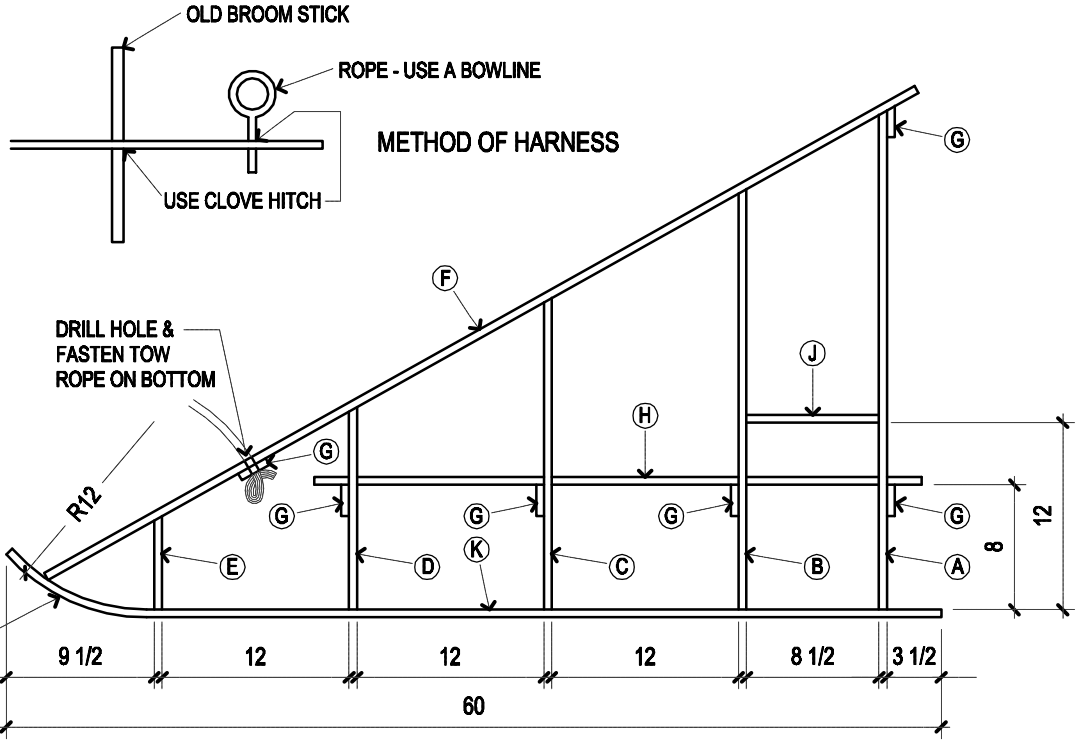 OLD BROOM STICK
ROPE - USE A BOWLINE
METHOD OF HARNESS
USE CLOVE HITCH
G
F
DRILL HOLE &
FASTEN TOW
ROPE ON BOTTOM
J
H
G
R12
G
G
G
G
12
8
K
E
D
C
B
A
9 1/2
12
12
12
8 1/2
3 1/2
60